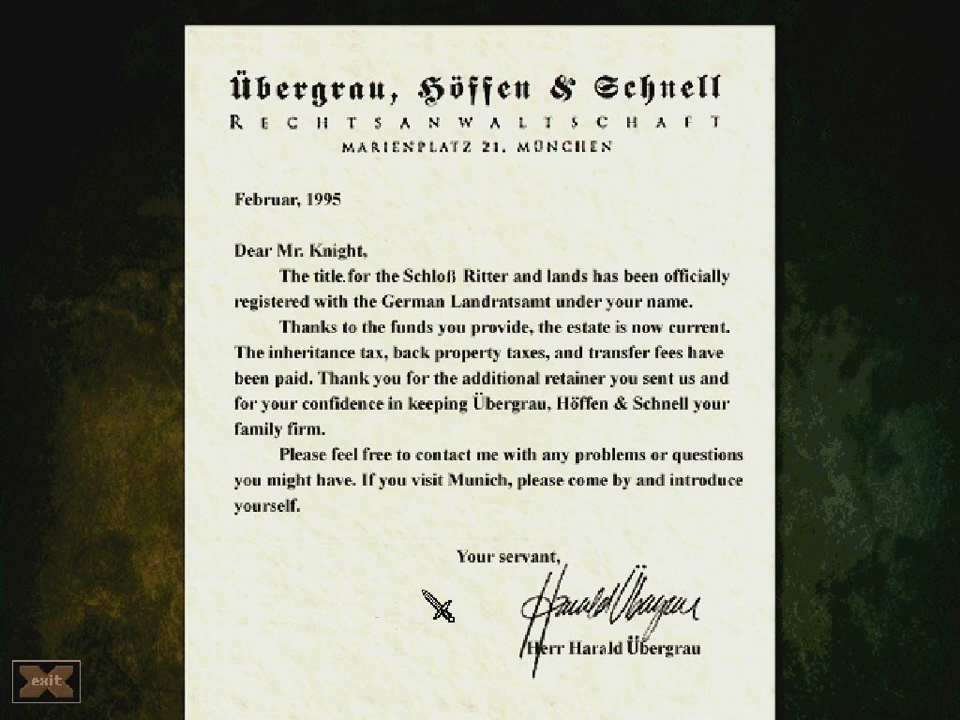 Übergrau, Höffen & Schnell
RECHTSANWALTSCHAFT
MARIENPLATZ 21, MÜNCHEN
Februar, 1995
Dear Mr. Knight,
The title for the Schloß Ritter and lands has been officially
registered with the German Landratsamt under your name.
Thanks to the funds you provide, the estate is now current.
The inheritance tax, back property taxes, and transfer fees have
been paid. Thank you for the additional retainer you sent us and
for your confidence in keeping Übergrau, Höffen & Schnell your
family firm.
Please feel free to contact me with any problems or questions
you might have. If you visit Munich, please come by and introduce
yourself.
Your servant,
Harald Übergrau
Herr Harald Übergrau
exit